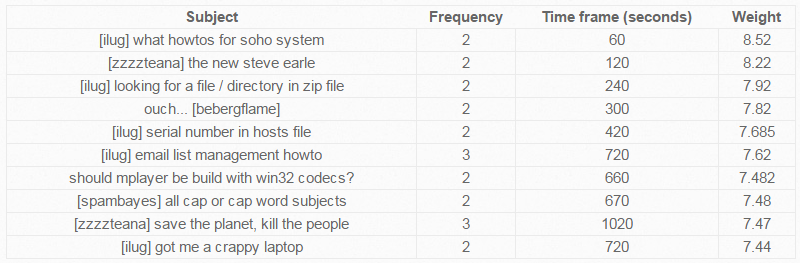 Subject Frequency Time frame (seconds) Weight
[ilug] what howtos for soho system 2 60 8.52
[zzzzteana] the new steve earle 2 120 8.22
[ilug] looking for a file / directory in zip file 2 240 7.92
ouch... [bebergflame] 2 300 7.82
[ilug] serial number in hosts file 2 420 7.685
[ilug] email list management howto 3 720 7.62
should mplayer be build with win32 codecs? 2 660 7.482
[spambayes] all cap or cap word subjects 2 670 7.48
[zzzzteana] save the planet, kill the people 3 1020 7.47
[ilug] got me a crappy laptop 2 720 7.44